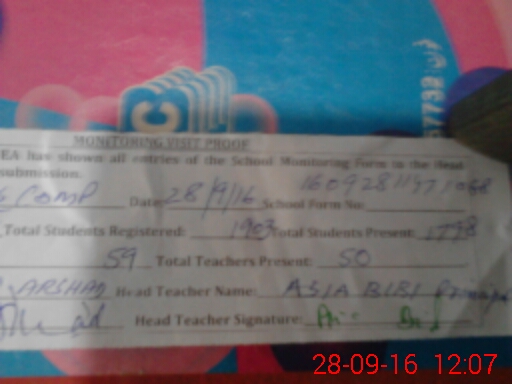 C
7732
MONITORING VISIT PROOF
EA has shown all entries of the School Monitoring Form to the Head
submission.
COMP Date: 28/9/16 School Form No:
Total Students Registered: 1903 Total Students Present: 1798
59 Total Teachers Present: 50
ARSHAD Head Teacher Name: ASIA BIBI
Head Teacher Signature:
28-09-16 12:07